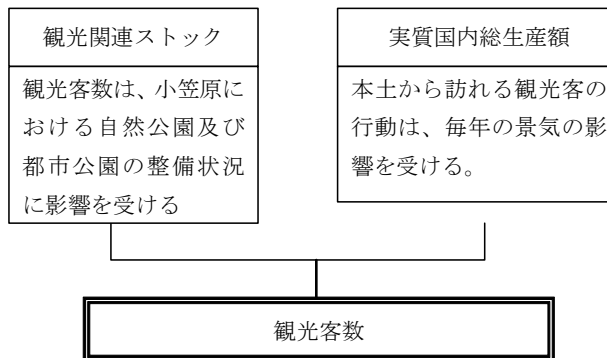 観光関連ストック
観光客数は、小笠原に
おける自然公園及び
都市公園の整備状況
に影響を受ける
実質国内総生産額
本土から訪れる観光客の
行動は、毎年の景気の影
響を受ける。
観光客数